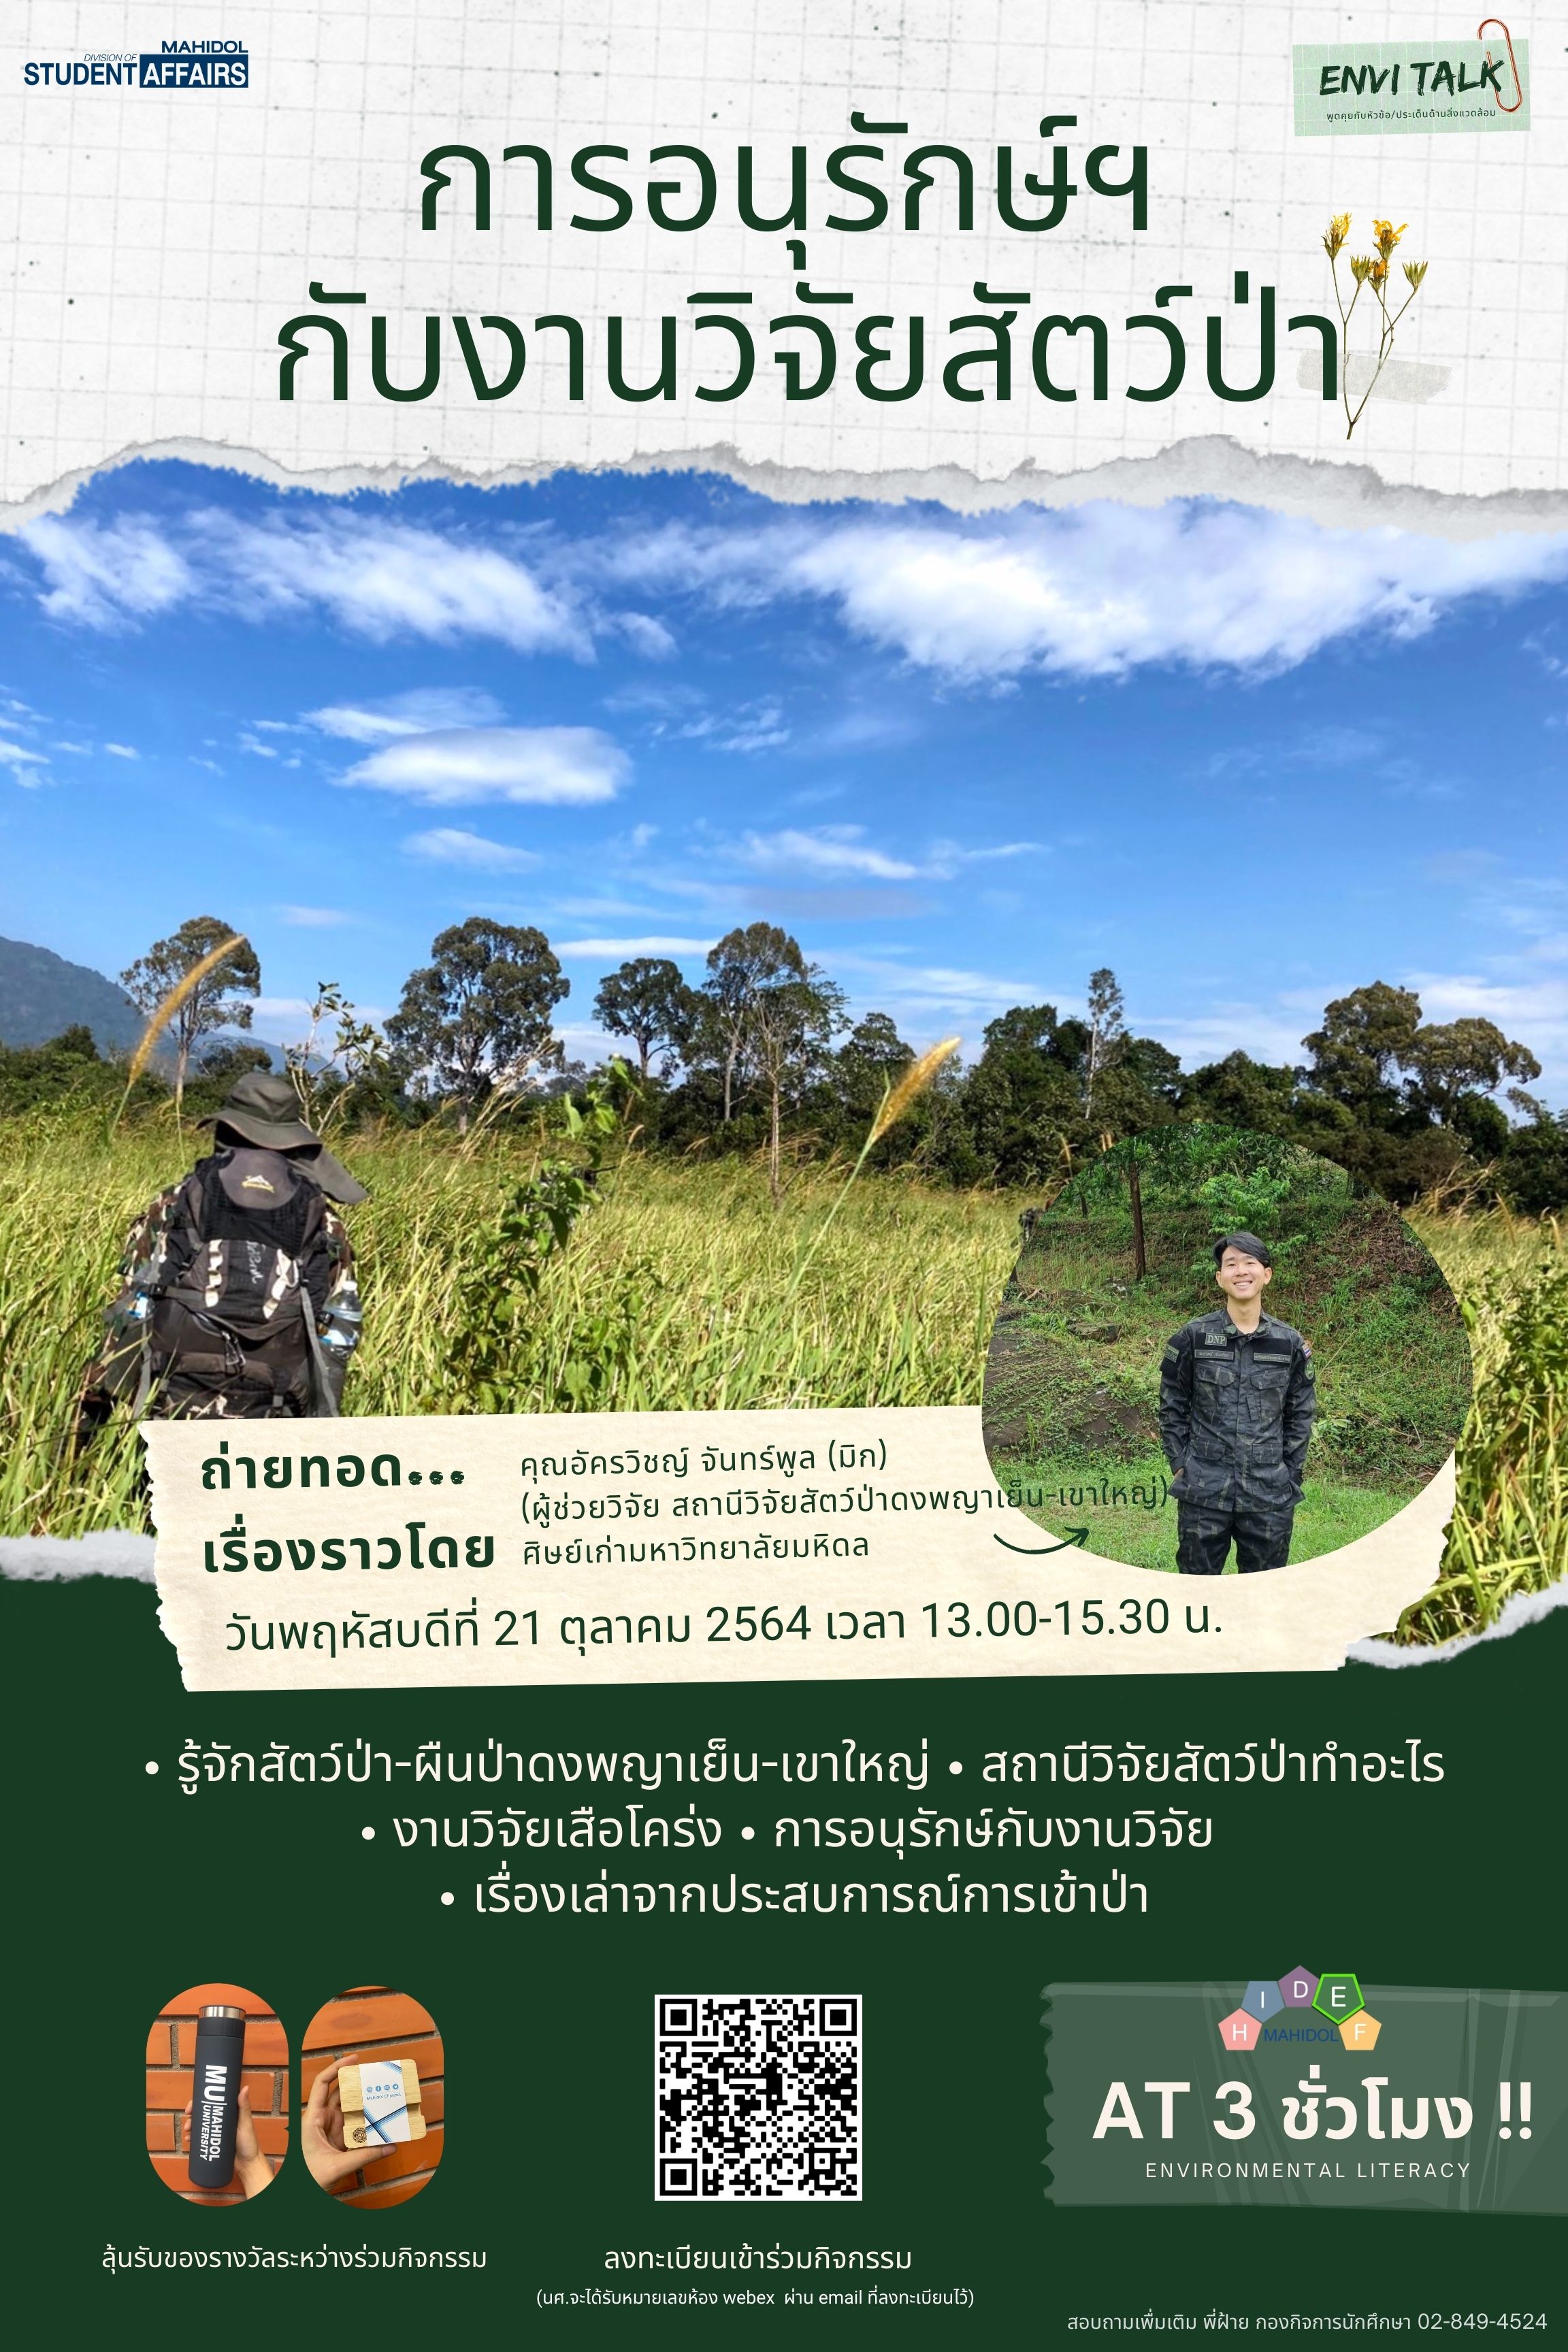 MAHIDOL
DIVISION OF
STUDENT AFFAIRS
ENVI TALK
พูดคุยกับหัวข้อ/ประเด็นด้านสิ่งแวดล้อม
การอนุรักษ์ฯ
กับงานวิจัยสัตว์ป่า
DNP
ถ่ายทอด...
เรื่องราวโดย
คุณอัครวิชญ์ จันทร์พูล (มิก)
(ผู้ช่วยวิจัย สถานีวิจัยสัตว์ป่าดงพญาเย็น-เขาใหญ่)
ศิษย์เก่ามหาวิทยาลัยมหิดล
วันพฤหัสบดีที่ 21 ตุลาคม 2564 เวลา 13.00-15.30 น.
• รู้จักสัตว์ป่า-ผืนป่าดงพญาเย็น-เขาใหญ่ • สถานีวิจัยสัตว์ป่าทำอะไร
• งานวิจัยเสือโคร่ง • การอนุรักษ์กับงานวิจัย
• เรื่องเล่าจากประสบการณ์การเข้าป่า
MU MAHIDOL UNIVERSITY
ลุ้นรับของรางวัลระหว่างร่วมกิจกรรม
ลงทะเบียนเข้าร่วมกิจกรรม
(นศ.จะได้รับหมายเลขห้อง webex ผ่าน email ที่ลงทะเบียนไว้)
H I D E F
MAHIDOL
AT 3 ชั่วโมง !!
ENVIRONMENTAL LITERACY
สอบถามเพิ่มเติม พี่ฝ้าย กองกิจการนักศึกษา 02-849-4524